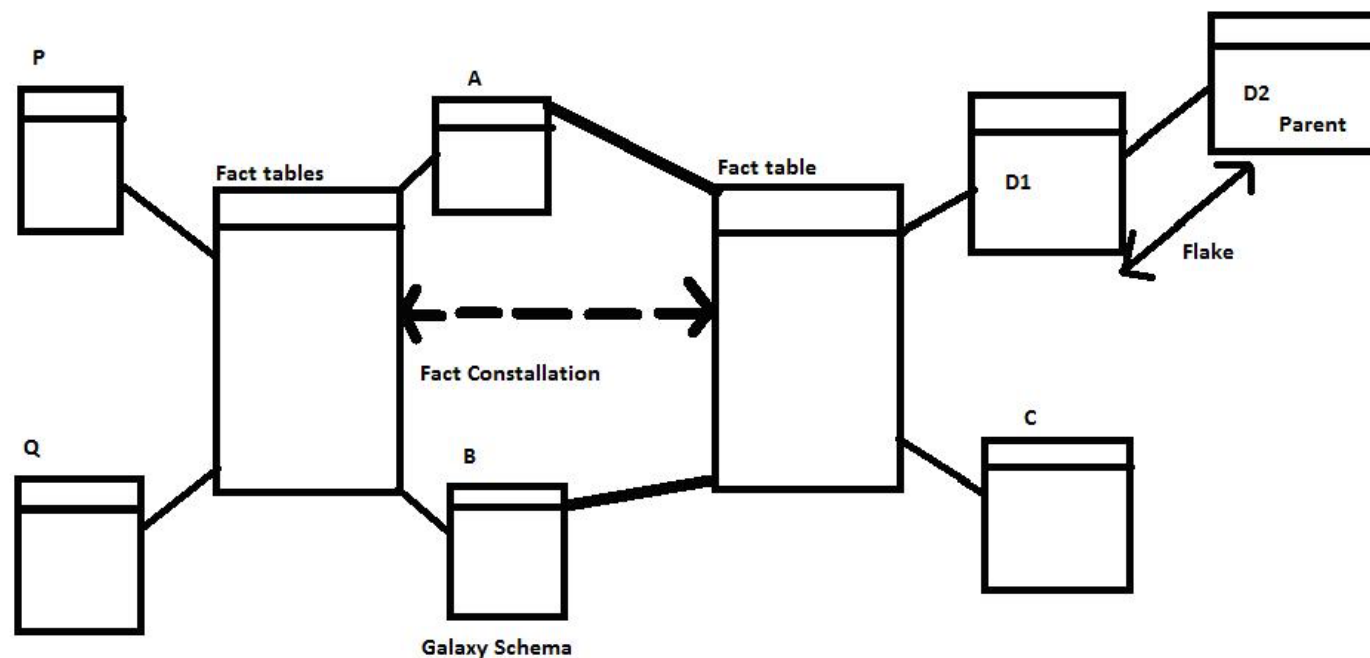 P
A
D2
Parent
Fact tables
Fact table
D1
Flake
Fact Constallation
Q
B
C
Galaxy Schema